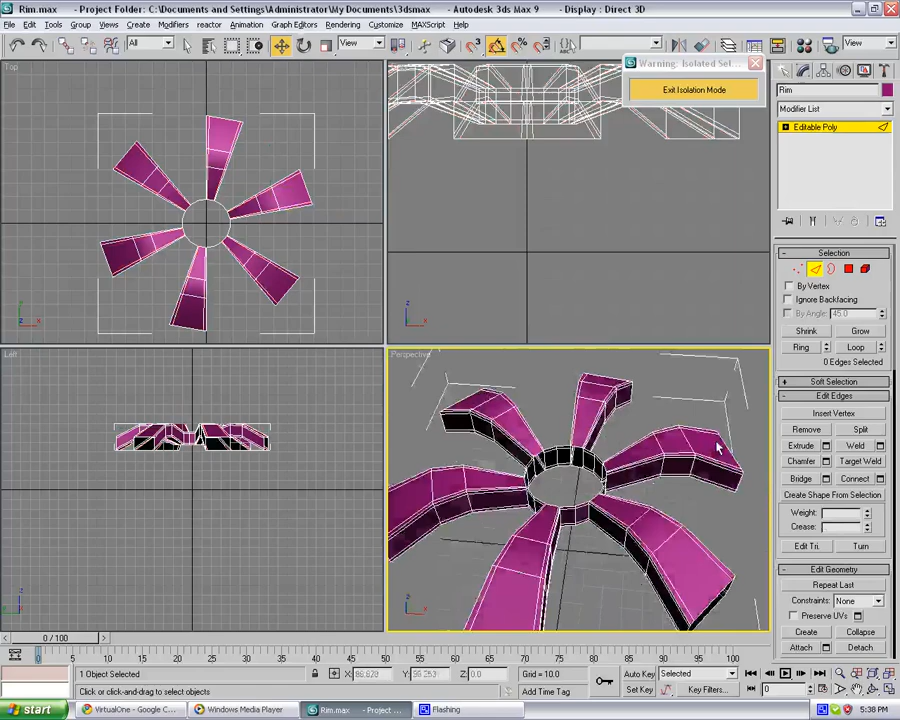 Rim.max - Project Folder: C:\Documents and Settings\Administrator\My Documents\3dsmax - Autodesk 3ds Max 9 - Display : Direct 3D
File Edit Tools Group Views Create Modifiers reactor Animation Graph Editors Rendering Customize MAXScript Help
All View View
Warning: Isolated Sel...
Exit Isolation Mode
Top
Left
Perspective
Rim
Modifier List
Editable Poly
Selection
By Vertex
Ignore Backfacing
By Angle: 45.0
Shrink Grow
Ring Loop
0 Edges Selected
Soft Selection
Edit Edges
Insert Vertex
Remove Split
Extrude Weld
Chamfer Target Weld
Bridge Connect
Create Shape From Selection
Weight:
Crease:
Edit Tri. Turn
Edit Geometry
Repeat Last
Constraints: None
Preserve UVs
Create Collapse
Attach Detach
0 / 100
0 10 15 20 25 30 35 40 45 50 55 60 65 70 75 80 85 90 95 100
1 Object Selected X: Y: Z: 0.0 Grid = 10.0 Auto Key Selected
Click or click-and-drag to select objects Add Time Tag Set Key Key Filters... 0
start VirtualOne - Google C... Windows Media Player Rim.max - Project ... Flashing 5:38 PM